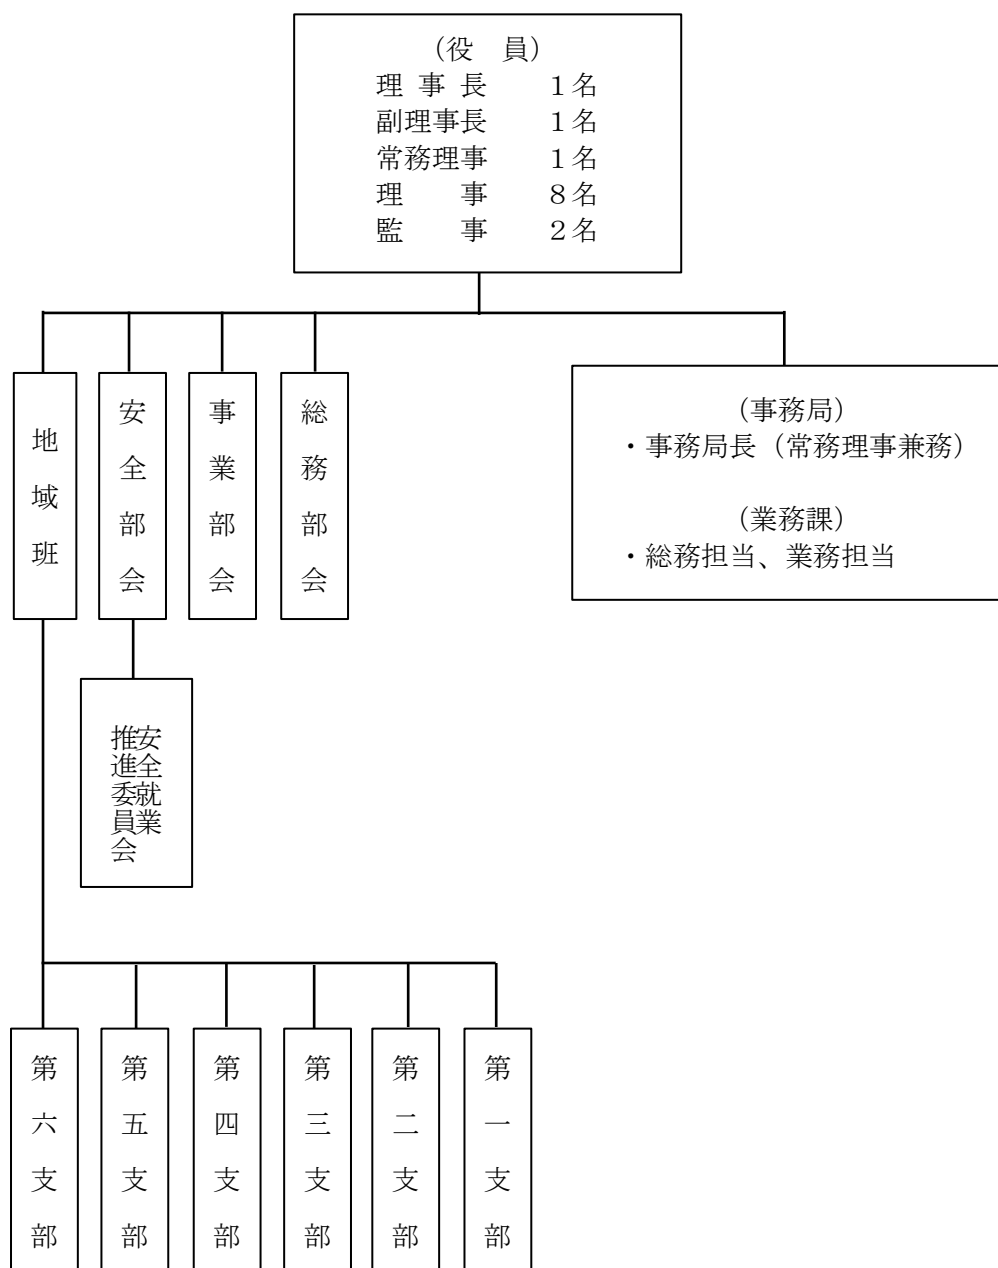 （役　員）
理 事 長　　１名
副理事長　　１名
常務理事　　１名
理　　事　　８名
監　　事　　２名
総務部会
事業部会
安全部会
地域班
（事務局）
・事務局長（常務理事兼務）
（業務課）
・総務担当、業務担当
安全就業
推進委員会
第一支部
第二支部
第三支部
第四支部
第五支部
第六支部